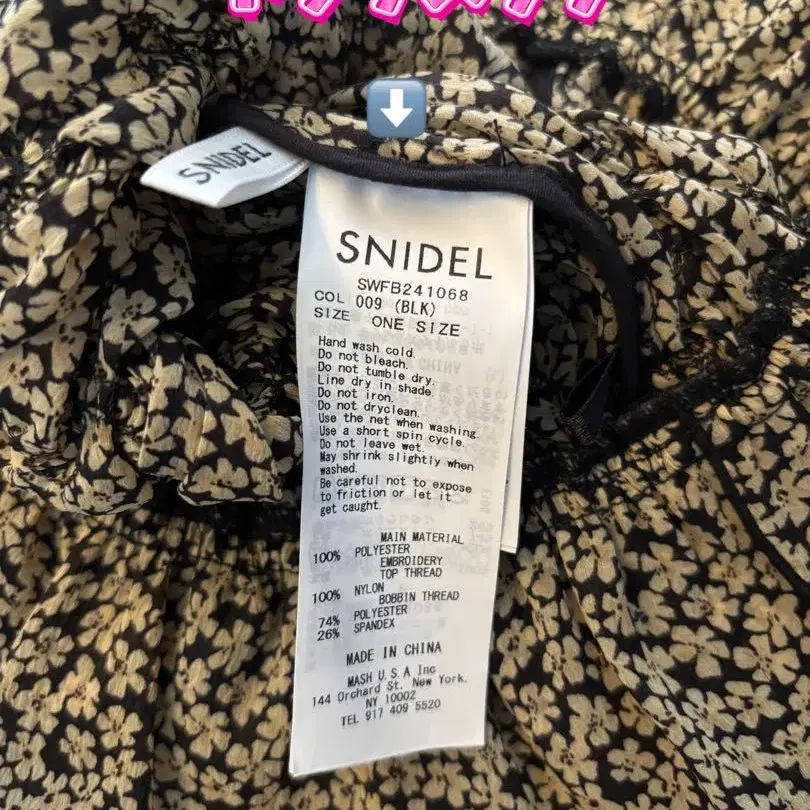 SNIDEL
SNIDEL
SWFB241068
COL 009 (BLK)
SIZE ONE SIZE
Hand wash cold.
Do not bleach.
Do not tumble dry.
Line dry in shade.
Do not iron.
Do not dryclean.
Use the net when washing.
Use a short spin cycle.
Do not leave wet.
May shrink slightly when
washed.
Be careful not to expose
to friction or let it
get caught.
MAIN MATERIAL
100% POLYESTER
EMBROIDERY
TOP THREAD
100% NYLON
BOBBIN THREAD
74% POLYESTER
26% SPANDEX
MADE IN CHINA
MASH U.S.A Inc
144 Orchard St. New York.
NY 10002
TEL 917 409 5520